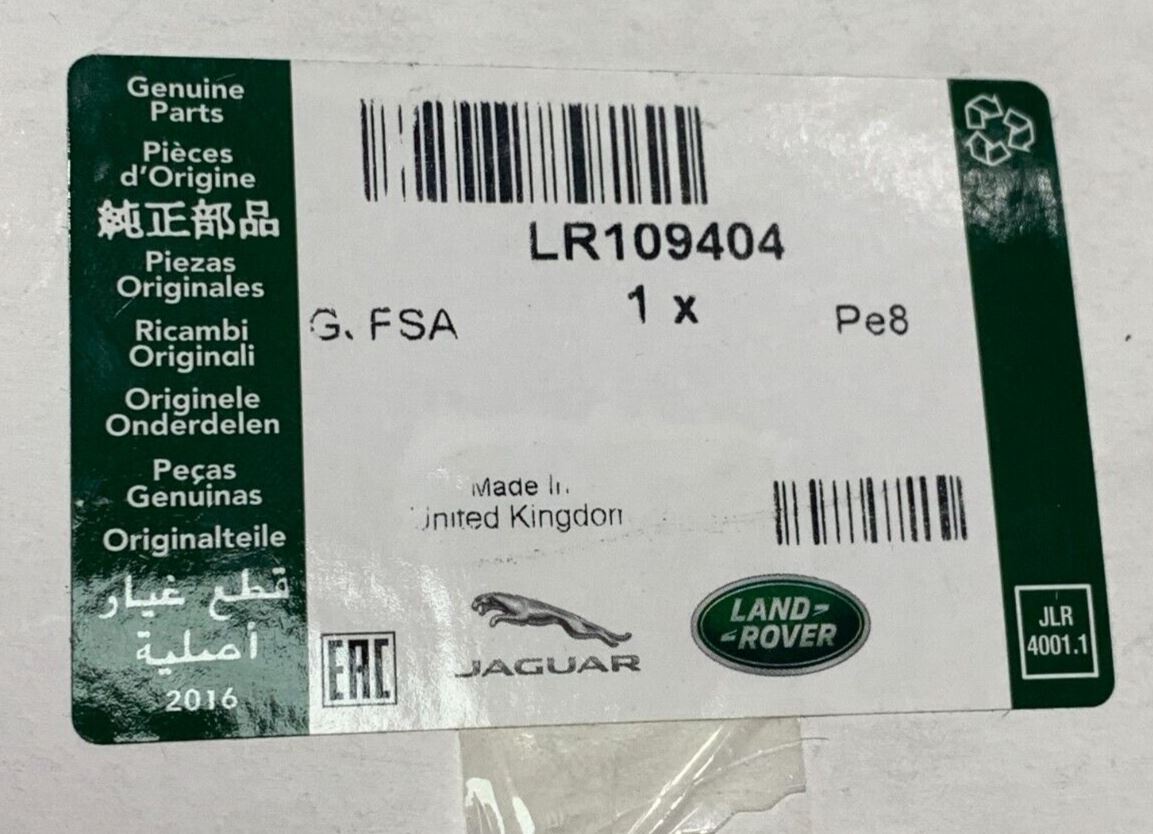 Genuine
Parts
Pièces
d'Origine
純正部品
Piezas
Originales
Ricambi
Originali
Originele
Onderdelen
Peças
Genuinas
Originalteile
قطع غيار
أصلية
2016
LR109404
1 x
G. FSA
Pe8
Made In
United Kingdom
EAC
JAGUAR
LAND-
-ROVER
JLR
4001.1